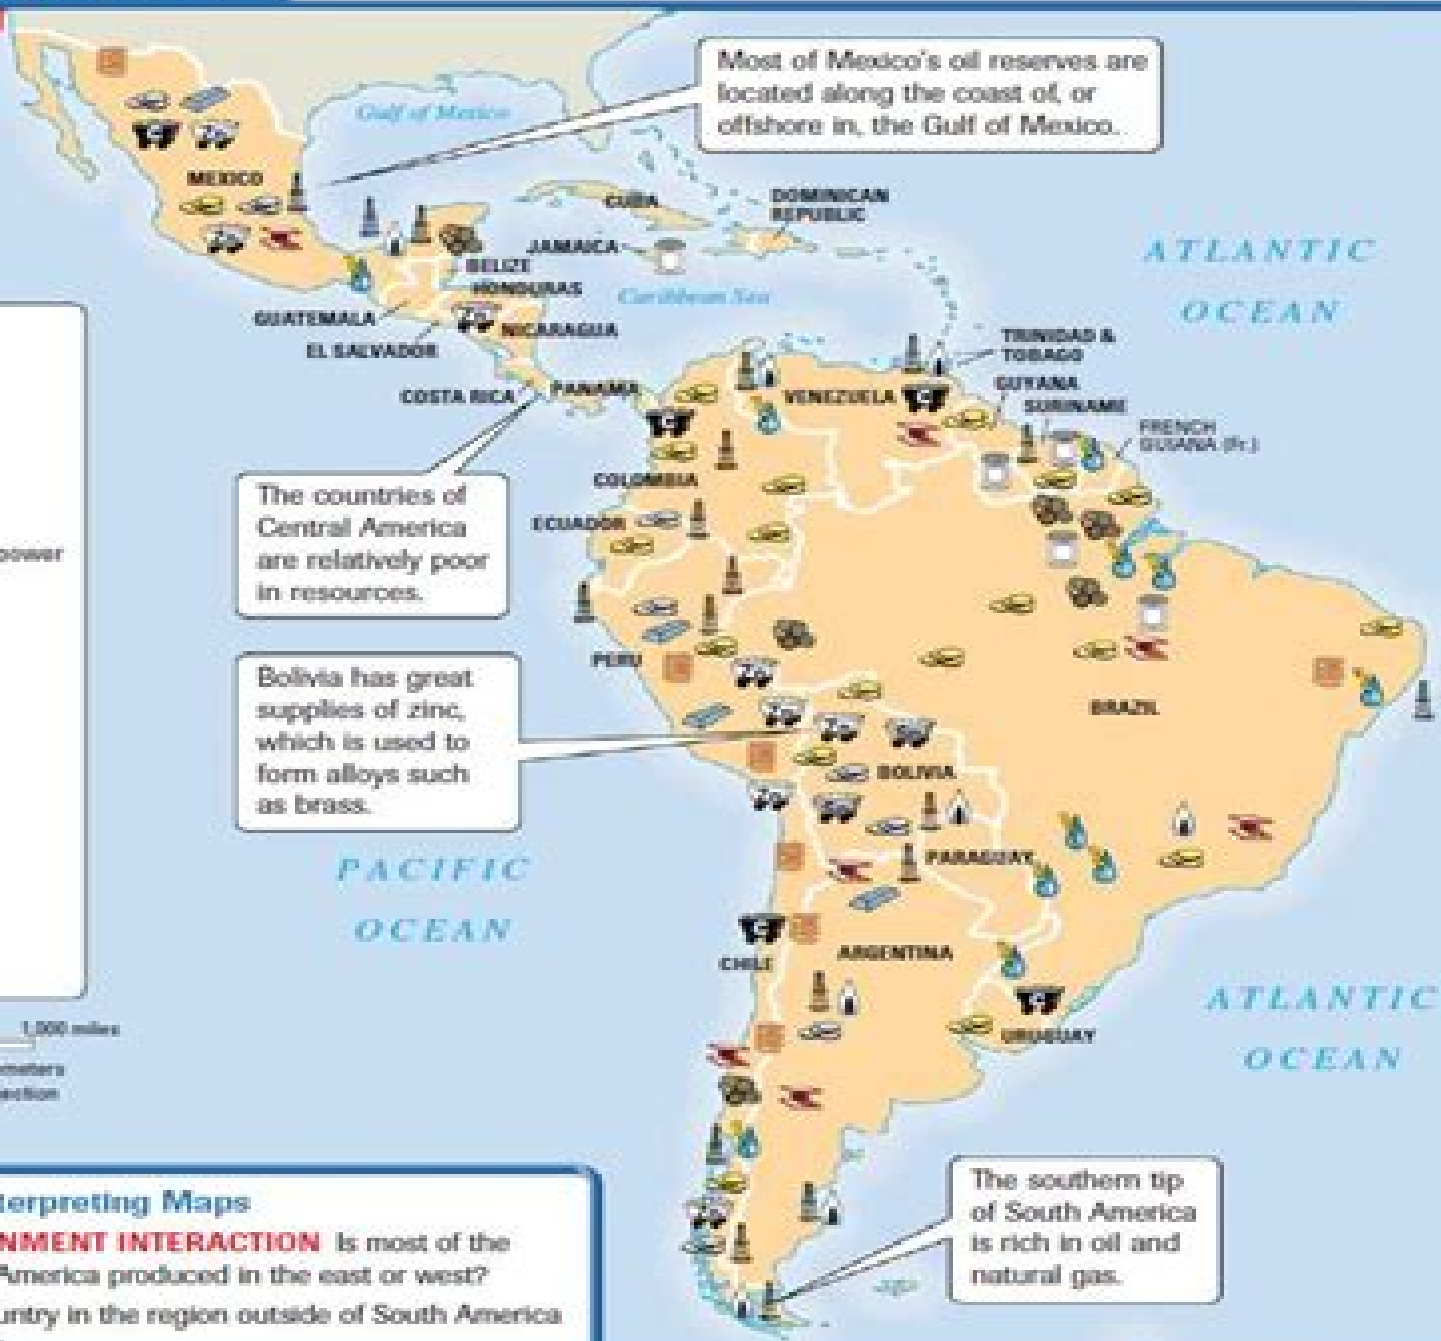 Most of Mexico's oil reserves are
located along the coast of, or
offshore in, the Gulf of Mexico.
Gulf of Mexico
MEXICO
CUBA
DOMINICAN
REPUBLIC
JAMAICA
BELIZE
HONDURAS
Caribbean Sea
ATLANTIC
OCEAN
GUATEMALA
NICARAGUA
EL SALVADOR
TRINIDAD &
TOBAGO
COSTA RICA
PANAMA
VENEZUELA
GUYANA
SURINAME
FRENCH
GUIANA (Fr.)
COLOMBIA
ECUADOR
The countries of
Central America
are relatively poor
in resources.
power
PERU
Bolivia has great
supplies of zinc,
which is used to
form alloys such
as brass.
BRAZIL
BOLIVIA
PARAGUAY
PACIFIC
OCEAN
CHILE
ARGENTINA
URUGUAY
ATLANTIC
OCEAN
1,000 miles
ometers
ection
The southern tip
of South America
is rich in oil and
natural gas.
terpreting Maps
NMENT INTERACTION Is most of the
America produced in the east or west?
untry in the region outside of South America